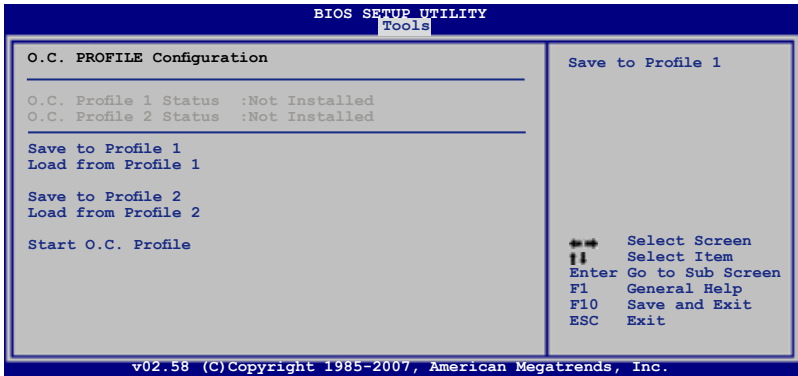 BIOS SETUP UTILITY
Tools
O.C. PROFILE Configuration
O.C. Profile 1 Status :Not Installed
O.C. Profile 2 Status :Not Installed
Save to Profile 1
Load from Profile 1
Save to Profile 2
Load from Profile 2
Start O.C. Profile
Save to Profile 1
Select Screen
Select Item
Enter Go to Sub Screen
F1 General Help
F10 Save and Exit
ESC Exit
v02.58 (C)Copyright 1985-2007, American Megatrends, Inc.